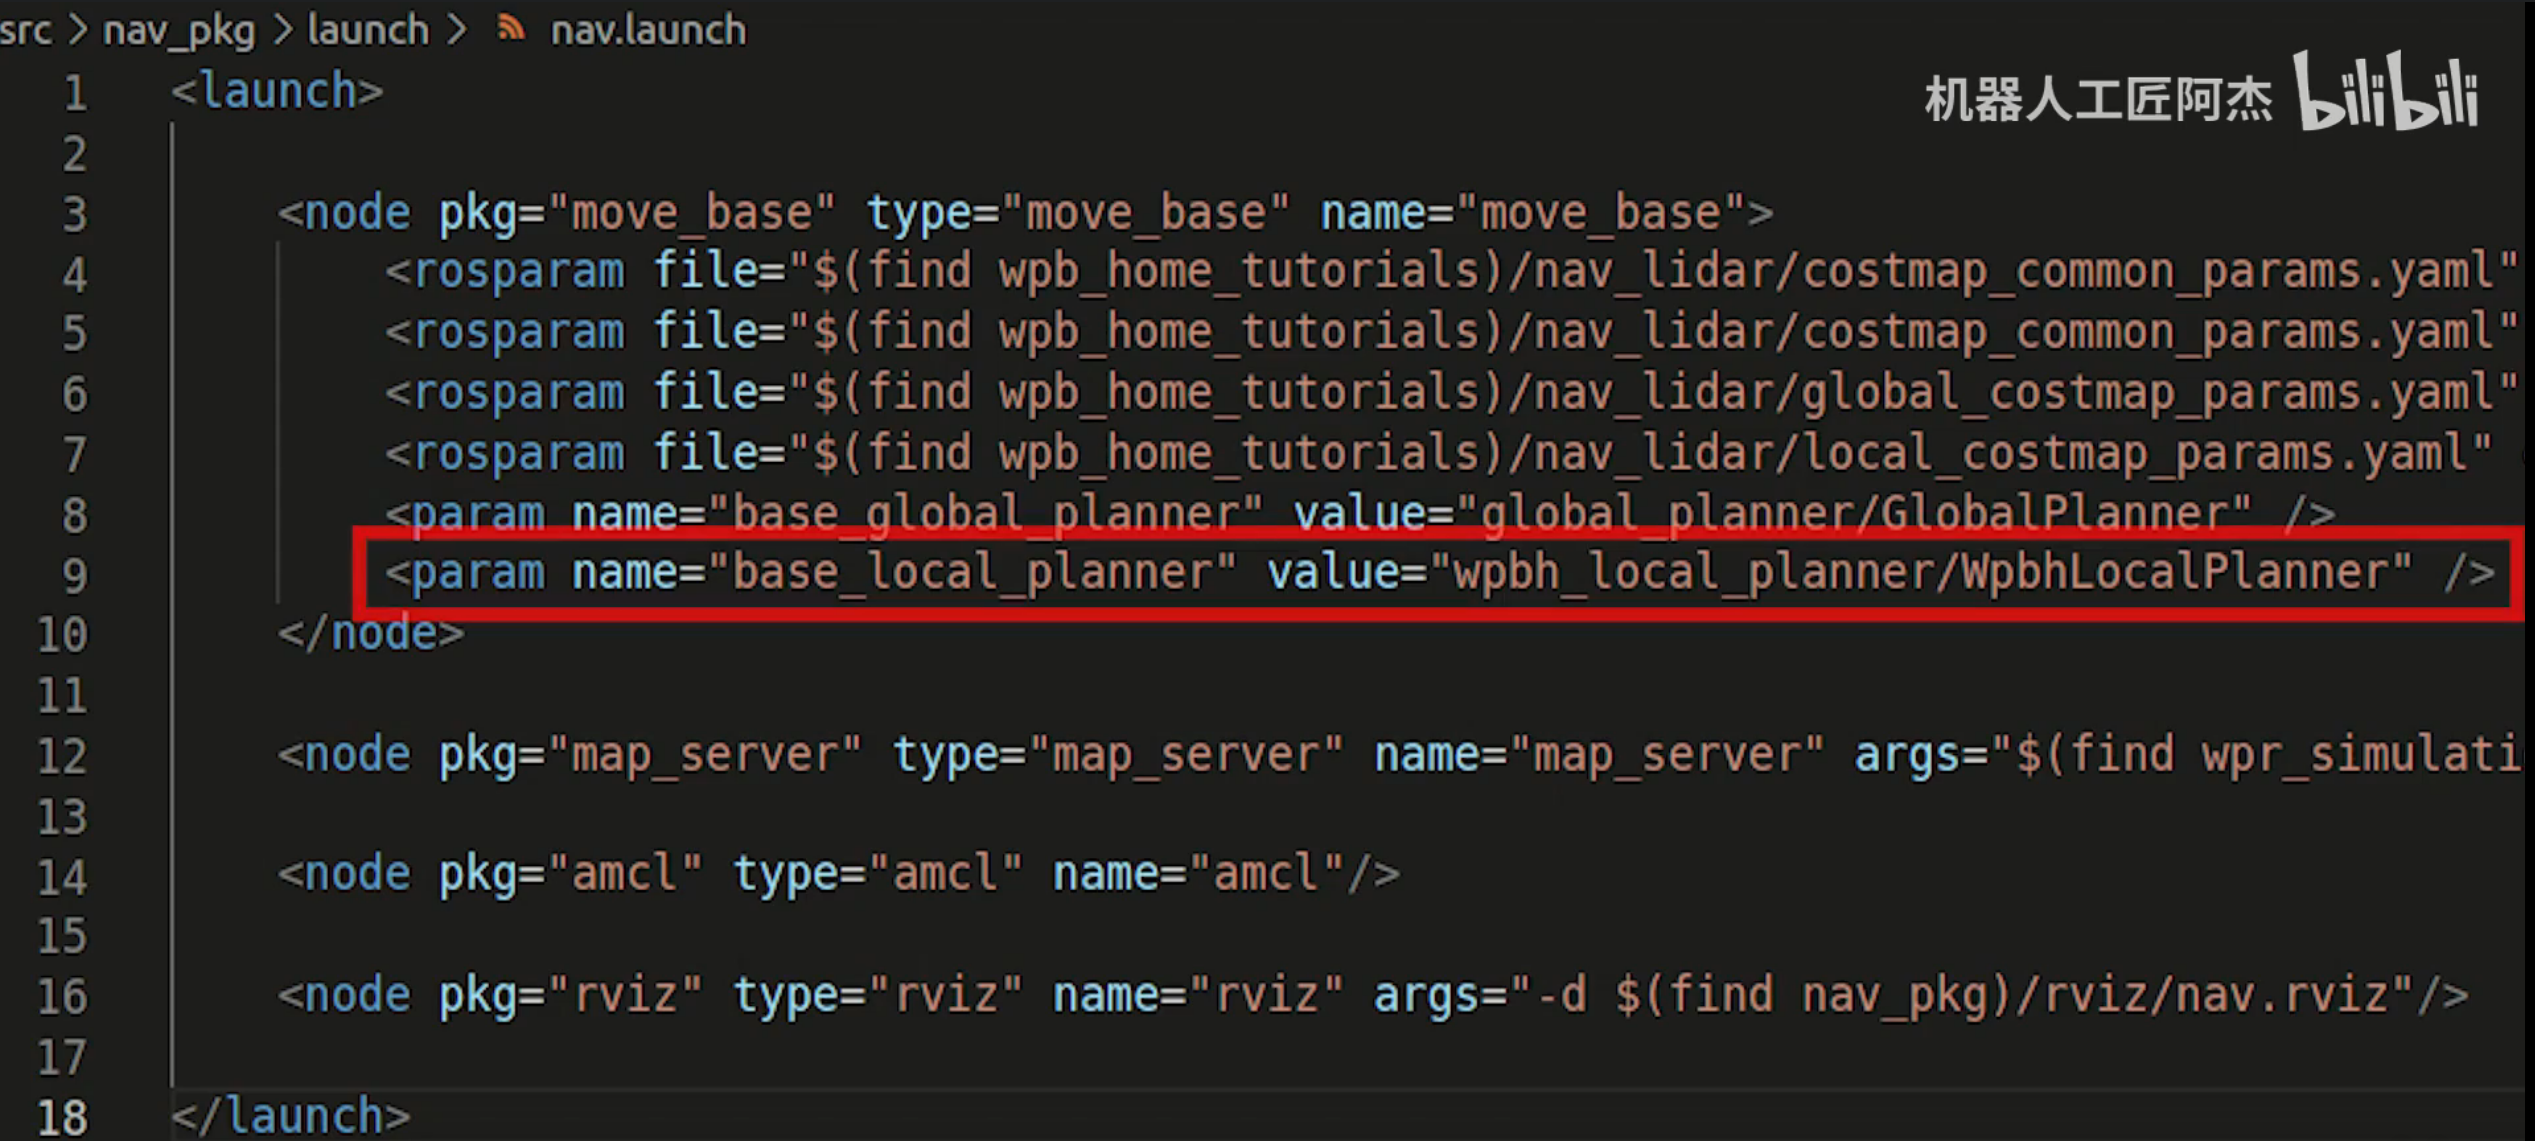 src > nav_pkg > launch > nav.launch
机器人工匠阿杰 bilibili
1 <launch>
2
3 <node pkg="move_base" type="move_base" name="move_base">
4 <rosparam file="$(find wpb_home_tutorials)/nav_lidar/costmap_common_params.yaml"
5 <rosparam file="$(find wpb_home_tutorials)/nav_lidar/costmap_common_params.yaml"
6 <rosparam file="$(find wpb_home_tutorials)/nav_lidar/global_costmap_params.yaml"
7 <rosparam file="$(find wpb_home_tutorials)/nav_lidar/local_costmap_params.yaml"
8 <param name="base_global_planner" value="global_planner/GlobalPlanner" />
9 <param name="base_local_planner" value="wpbh_local_planner/WpbhLocalPlanner" />
10 </node>
11
12 <node pkg="map_server" type="map_server" name="map_server" args="$(find wpr_simulati
13
14 <node pkg="amcl" type="amcl" name="amcl"/>
15
16 <node pkg="rviz" type="rviz" name="rviz" args="-d $(find nav_pkg)/rviz/nav.rviz"/>
17
18 </launch>